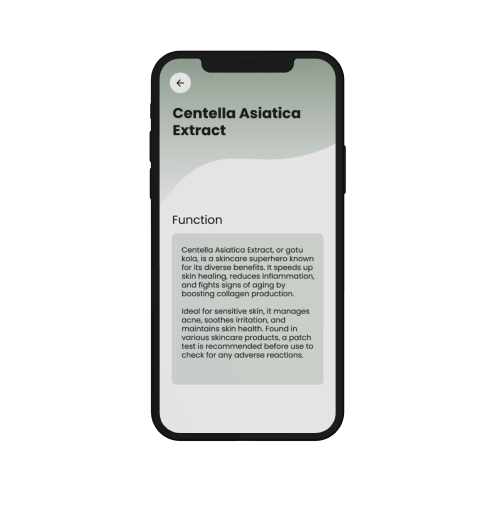 Centella Asiatica
Extract
Function
Centella Asiatica Extract, or gotu
kola, is a skincare superhero known
for its diverse benefits. It speeds up
skin healing, reduces inflammation,
and fights signs of aging by
boosting collagen production.
Ideal for sensitive skin, it manages
acne, soothes irritation, and
maintains skin health. Found in
various skincare products, a patch
test is recommended before use to
check for any adverse reactions.